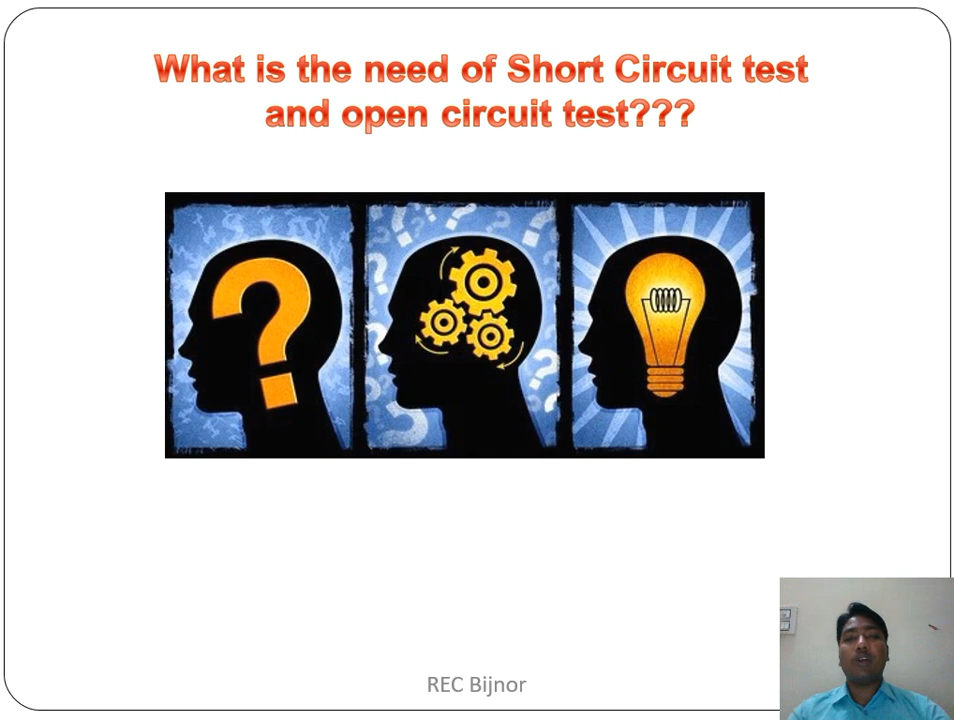 What is the need of Short Circuit test
and open circuit test???
REC Bijnor